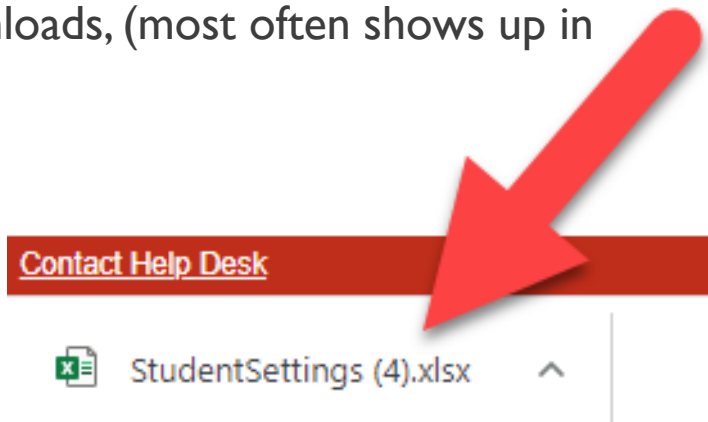 loads, (most often shows up in
Contact Help Desk
StudentSettings (4).xlsx